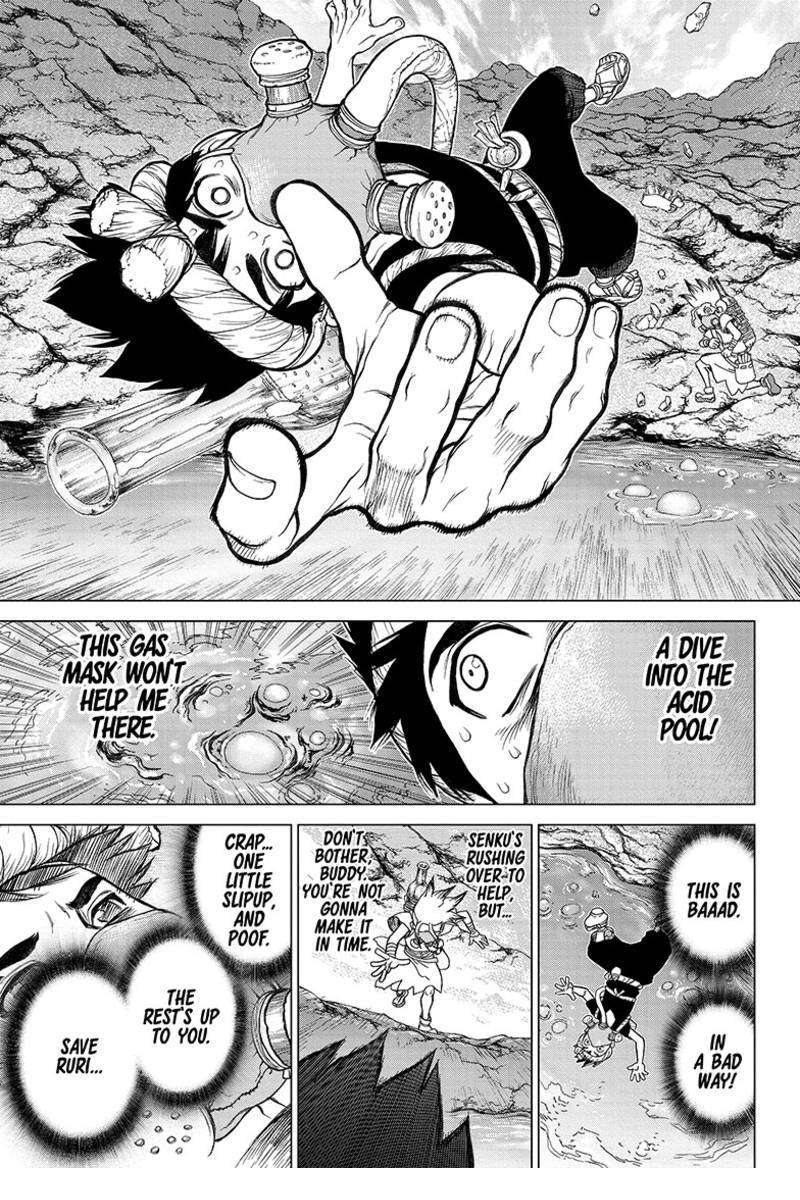 A DIVE
INTO THE
ACID
POOL!
THIS GAS
MASK WON'T
HELP ME
THERE.
THIS IS
BAAAD.
IN
A BAD
WAY!
SENKU'S
RUSHING
OVER TO
HELP,
BUT...
DON'T
BOTHER,
BUDDY.
YOU'RE NOT
GONNA
MAKE IT
IN TIME.
CRAP...
ONE
LITTLE
SLIPUP,
AND
POOF.
THE
REST'S UP
TO YOU.
SAVE
RURI...